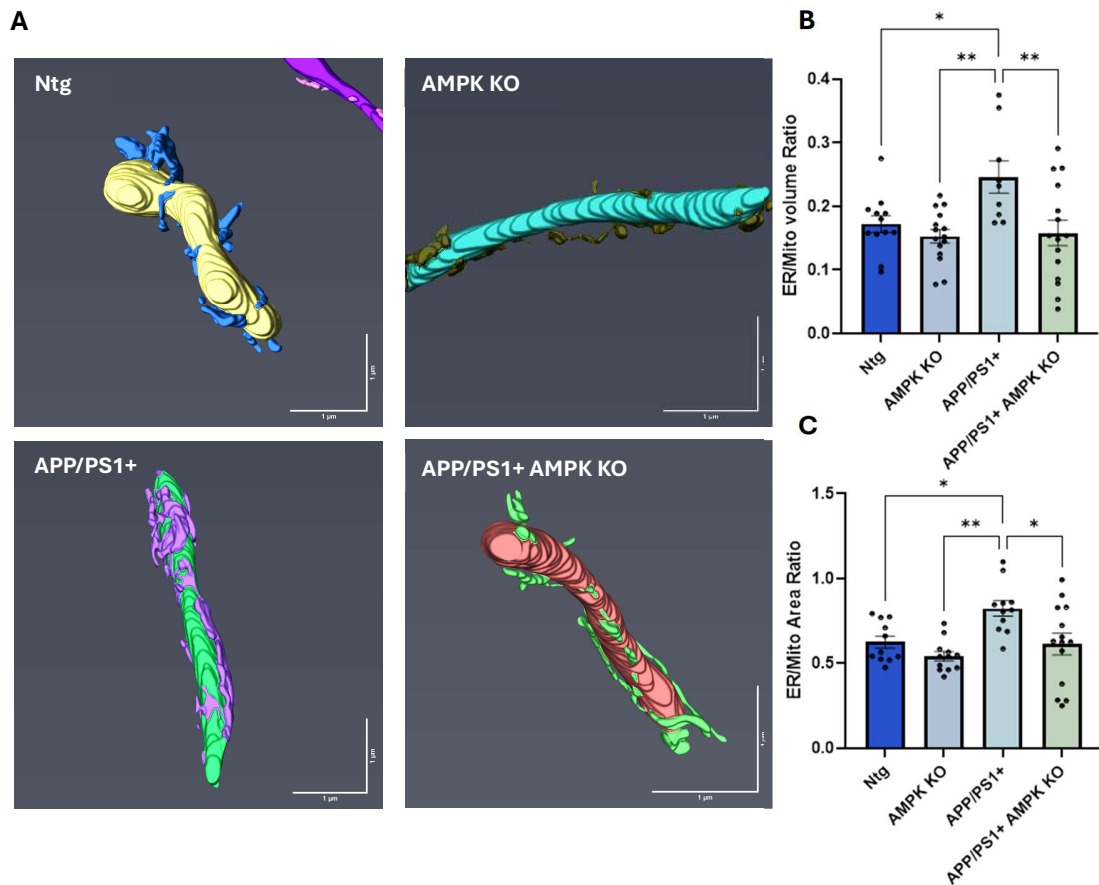 A
Ntg
1 µm
1 µm
AMPK KO
1 µm
1 µm
APP/PS1+
1 µm
1 µm
APP/PS1+ AMPK KO
1 µm
1 µm
B
*
**
**
ER/Mito volume Ratio
0.4
0.3
0.2
0.1
0.0
Ntg
AMPK KO
APP/PS1+
APP/PS1+ AMPK KO
C
*
**
*
ER/Mito Area Ratio
1.5
1.0
0.5
0.0
Ntg
AMPK KO
APP/PS1+
APP/PS1+ AMPK KO